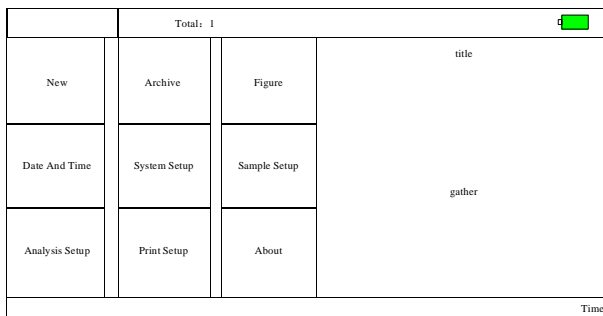 Total：1
title
New
Archive
Figure
Date And Time
System Setup
Sample Setup
gather
Analysis Setup
Print Setup
About
Time